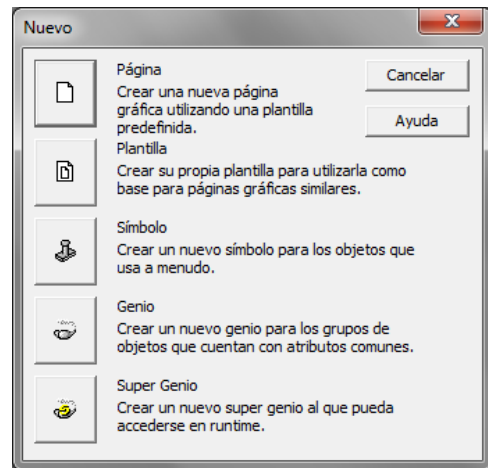 Nuevo
Página
Cancelar
Crear una nueva página
gráfica utilizando una plantilla
predefinida.
Ayuda
Plantilla
Crear su propia plantilla para utilizarla como
base para páginas gráficas similares.
Símbolo
Crear un nuevo símbolo para los objetos que
usa a menudo.
Genio
Crear un nuevo genio para los grupos de
objetos que cuentan con atributos comunes.
Super Genio
Crear un nuevo super genio al que pueda
accederse en runtime.